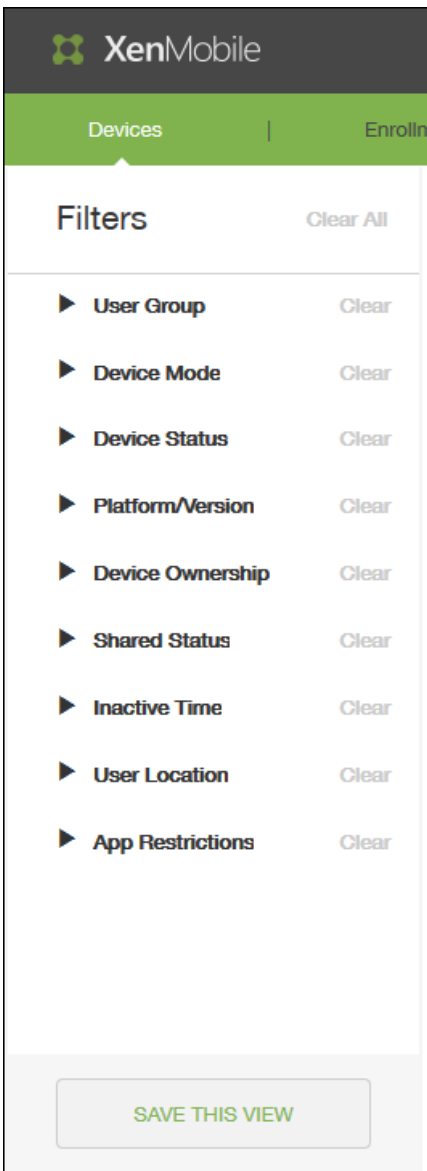 XenMobile
Devices | Enrolln
Filters Clear All
User Group Clear
Device Mode Clear
Device Status Clear
Platform/Version Clear
Device Ownership Clear
Shared Status Clear
Inactive Time Clear
User Location Clear
App Restrictions Clear
SAVE THIS VIEW